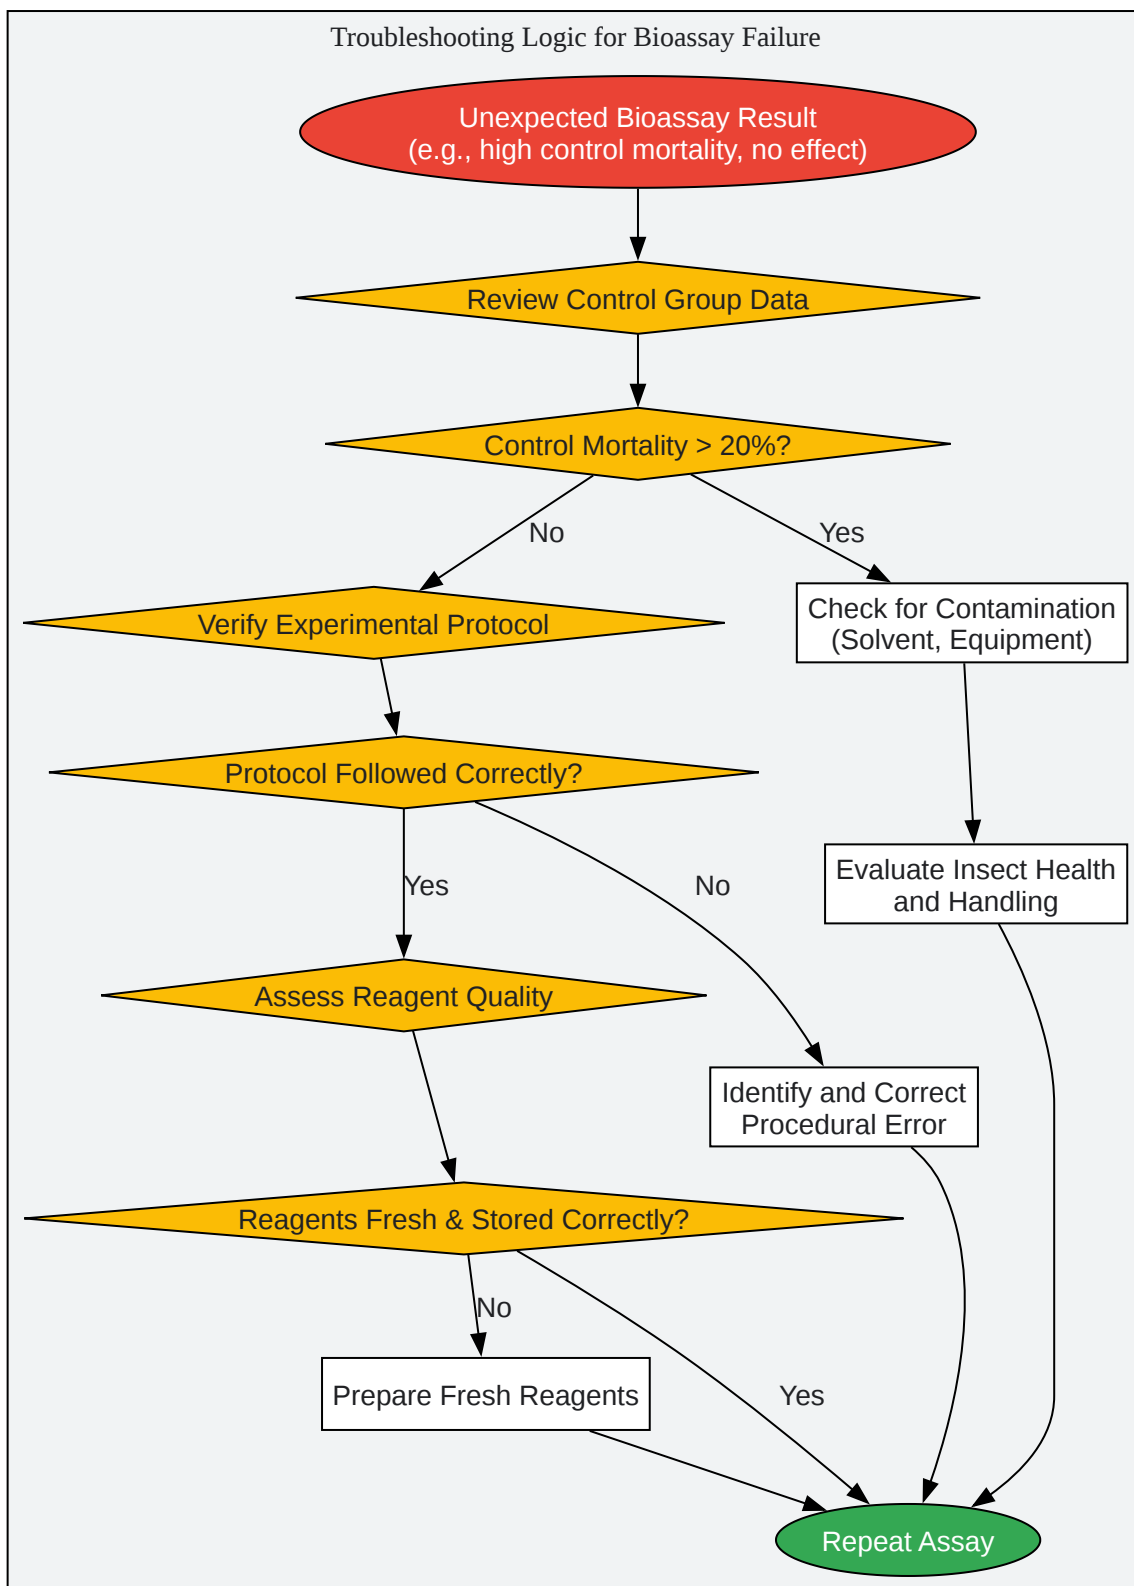 Troubleshooting Logic for Bioassay Failure
Unexpected Bioassay Result
(e.g., high control mortality, no effect)
Review Control Group Data
Control Mortality > 20%?
No
Yes
Verify Experimental Protocol
Check for Contamination
(Solvent, Equipment)
Protocol Followed Correctly?
Yes
No
Evaluate Insect Health
and Handling
Assess Reagent Quality
Identify and Correct
Procedural Error
Reagents Fresh & Stored Correctly?
No
Yes
Prepare Fresh Reagents
Repeat Assay